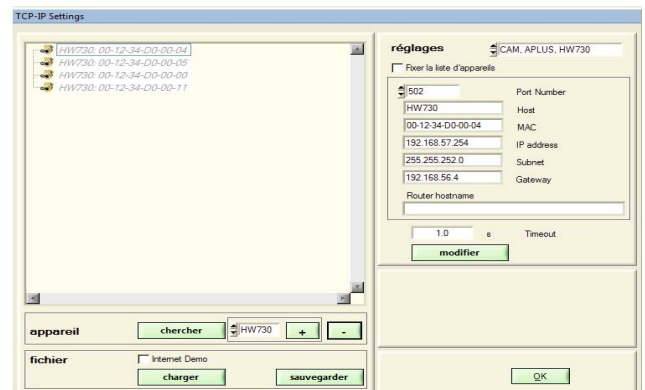 TCP-IP Settings
HW730: 00-12-34-D0-00-04
HW730: 00-12-34-D0-00-05
HW730: 00-12-34-D0-00-00
HW730: 00-12-34-D0-00-11
réglages CAM, APLUS, HW730
Fixer la liste d'appareils
502 Port Number
HW730 Host
00-12-34-D0-00-04 MAC
192.168.57.254 IP address
255.255.252.0 Subnet
192.168.56.4 Gateway
Router hostname
1.0 s Timeout
modifier
appareil chercher HW730 + -
fichier Internet Demo
charger sauvegarder
OK